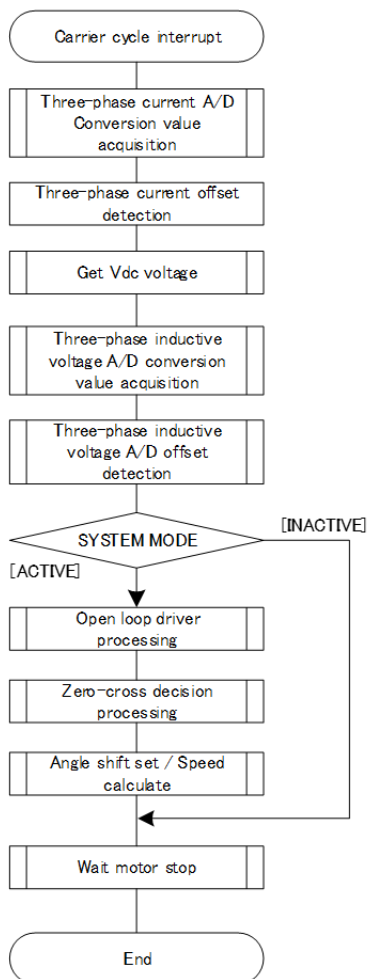 Carrier cycle interrupt
Three-phase current A/D
Conversion value
acquisition
Three-phase current offset
detection
Get Vdc voltage
Three-phase inductive
voltage A/D conversion
value acquisition
Three-phase inductive
voltage A/D offset
detection
SYSTEM MODE
[INACTIVE]
[ACTIVE]
Open loop driver
processing
Zero-cross decision
processing
Angle shift set / Speed
calculate
Wait motor stop
End